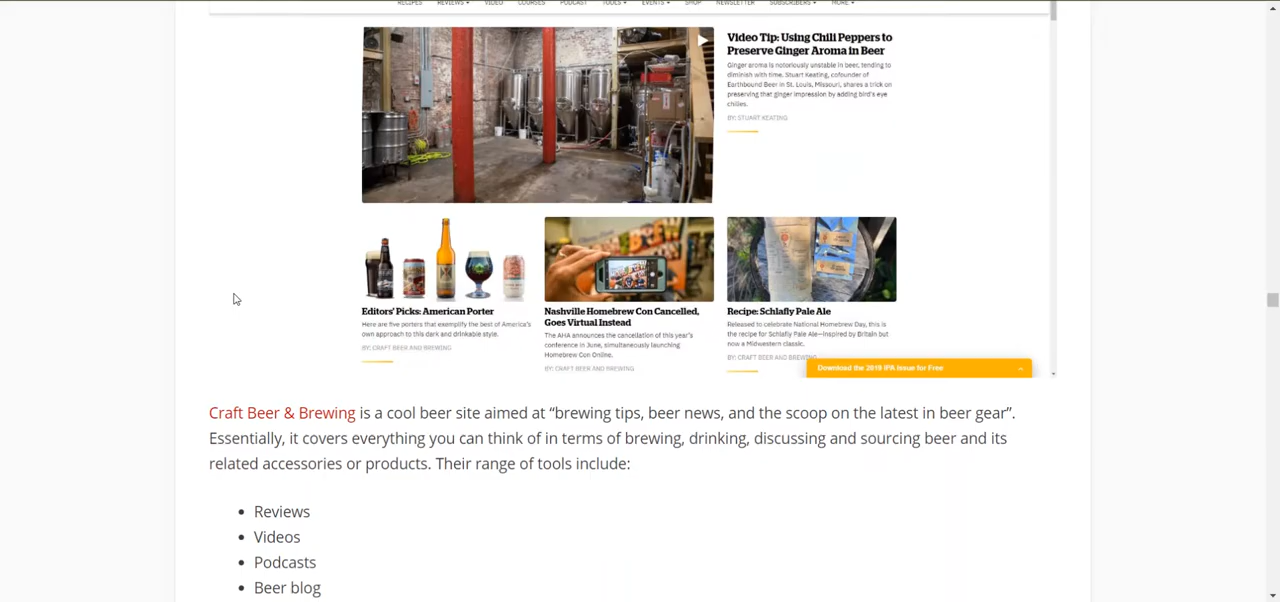 RECIPES REVIEWS VIDEO COURSES PODCAST TOOLS EVENTS SHOP NEWSLETTER SUBSCRIBERS MORE
Video Tip: Using Chili Peppers to
Preserve Ginger Aroma in Beer
Ginger aroma is notoriously unstable in beer, tending to
diminish with time. Stuart Keating, cofounder of
Earthbound Beer in St. Louis, Missouri, shares a trick on
preserving that ginger impression by adding bird's eye
chilies.
BY: STUART KEATING
Editors' Picks: American Porter
Here are five porters that exemplify the best of America's
own approach to this dark and drinkable style.
BY: CRAFT BEER AND BREWING
Nashville Homebrew Con Cancelled,
Goes Virtual Instead
The AHA announces the cancellation of this year's
conference in June, simultaneously launching
Homebrew Con Online.
BY: CRAFT BEER AND BREWING
Recipe: Schlafly Pale Ale
Released to celebrate National Homebrew Day, this is
the recipe for Schlafly Pale Ale—inspired by Britain but
now a Midwestern classic.
BY: CRAFT BEER AND BREWING
Download the 2019 IPA Issue for Free
Craft Beer & Brewing is a cool beer site aimed at “brewing tips, beer news, and the scoop on the latest in beer gear”.
Essentially, it covers everything you can think of in terms of brewing, drinking, discussing and sourcing beer and its
related accessories or products. Their range of tools include:
• Reviews
• Videos
• Podcasts
• Beer blog